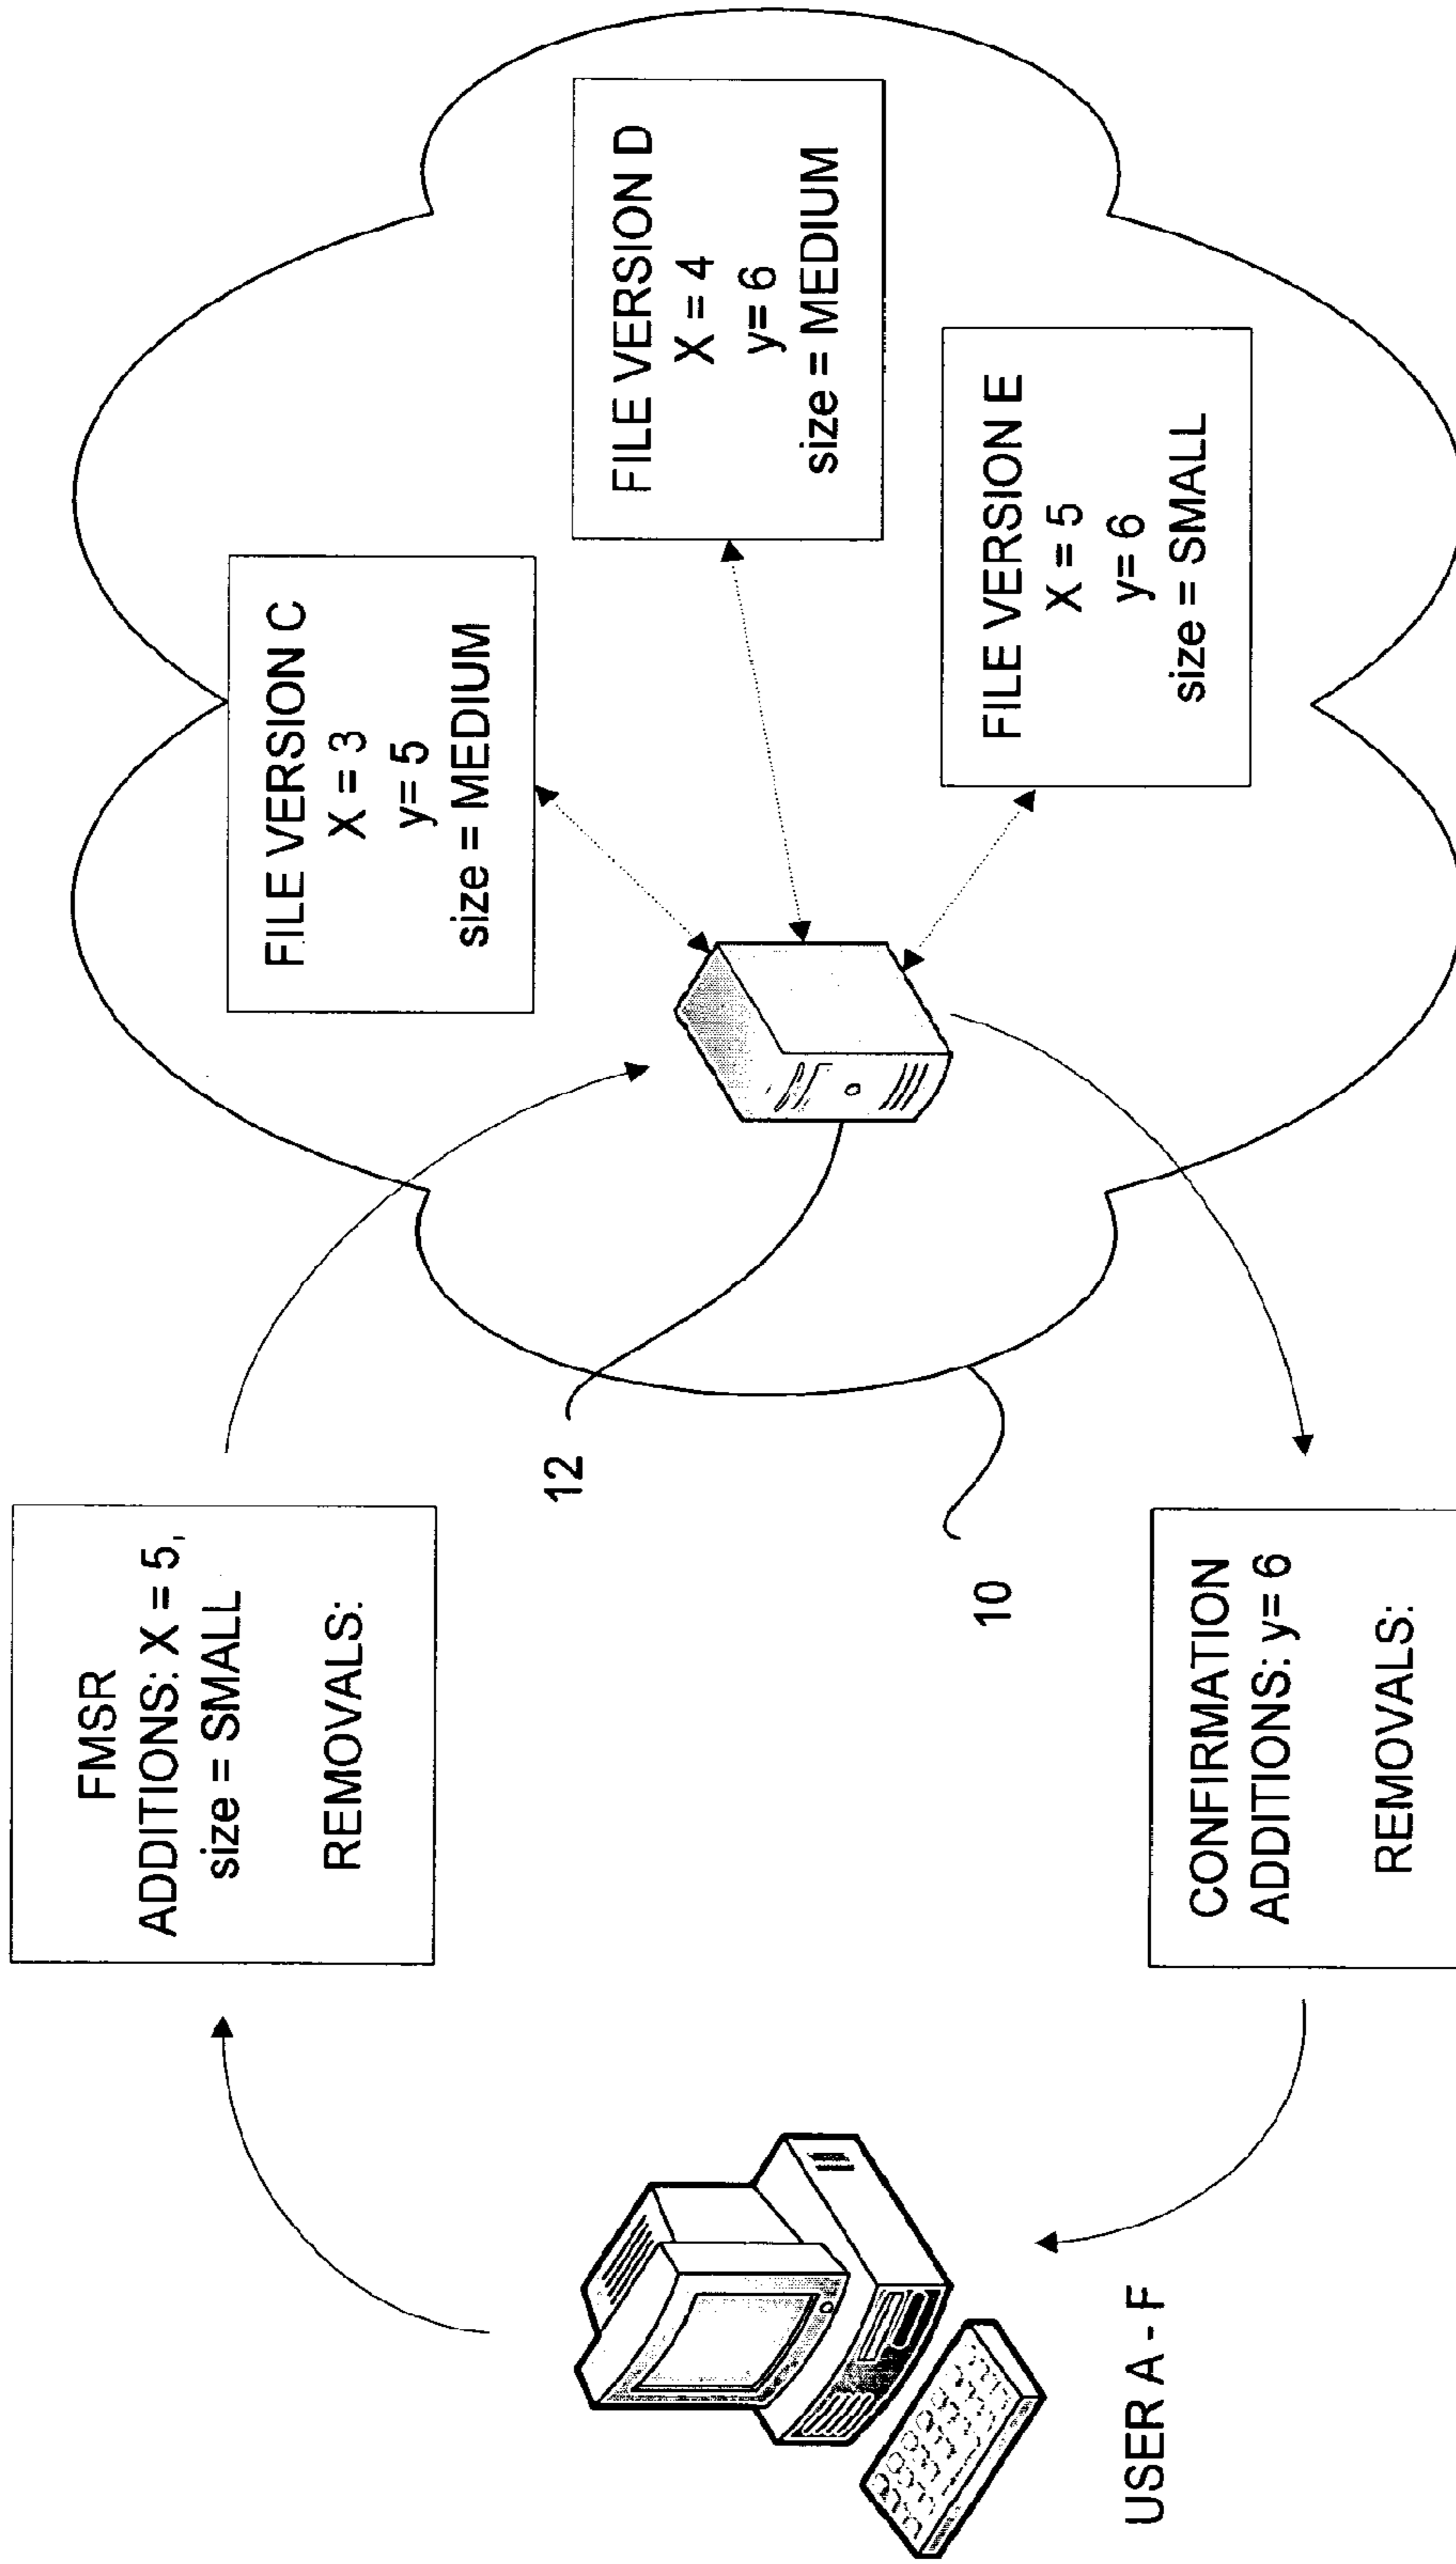 FMSR
ADDITIONS: X = 5,
size = SMALL
REMOVALS:
FILE VERSION C
X = 3
y= 5
size = MEDIUM
FILE VERSION D
X = 4
y= 6
size = MEDIUM
FILE VERSION E
X = 5
y= 6
size = SMALL
12
10
CONFIRMATION
ADDITIONS: y= 6
REMOVALS:
USER A - F